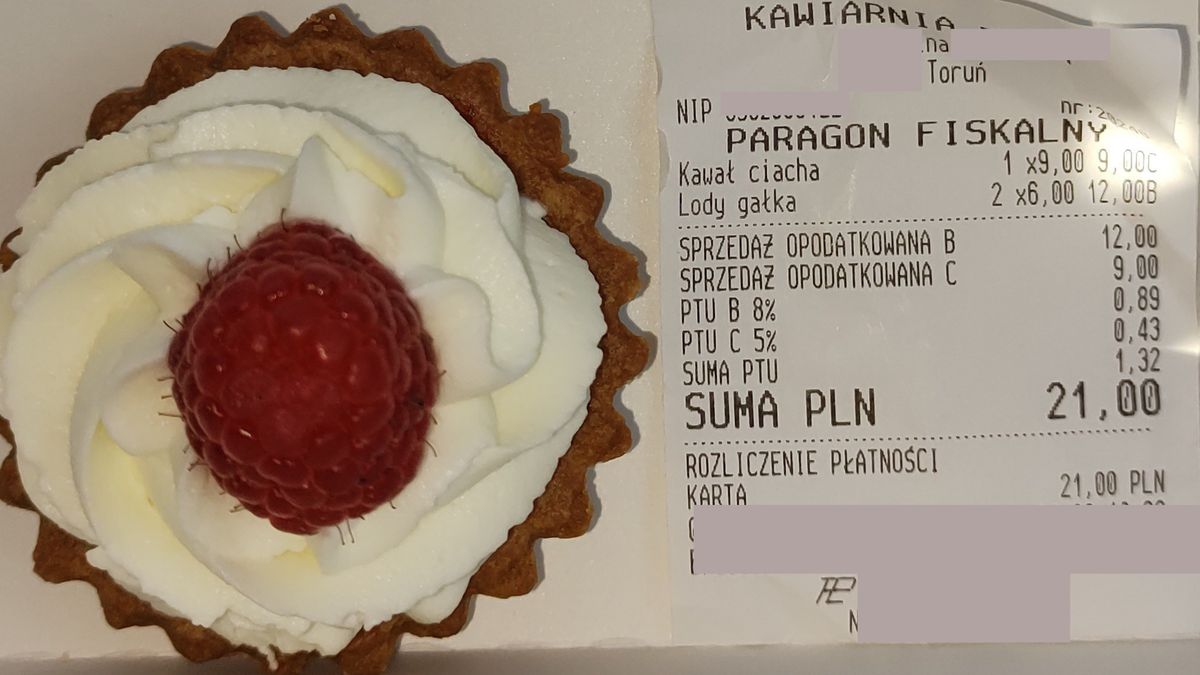 KAWIARNIA
na
Toruń
NIP nr:
PARAGON FISKALNY
Kawał ciacha 1 x9,00 9,00C
Lody gałka 2 x6,00 12,00B
SPRZEDAŻ OPODATKOWANA B 12,00
SPRZEDAŻ OPODATKOWANA C 9,00
PTU B 8% 0,89
PTU C 5% 0,43
SUMA PTU 1,32
SUMA PLN 21,00
ROZLICZENIE PŁATNOŚCI
KARTA 21,00 PLN